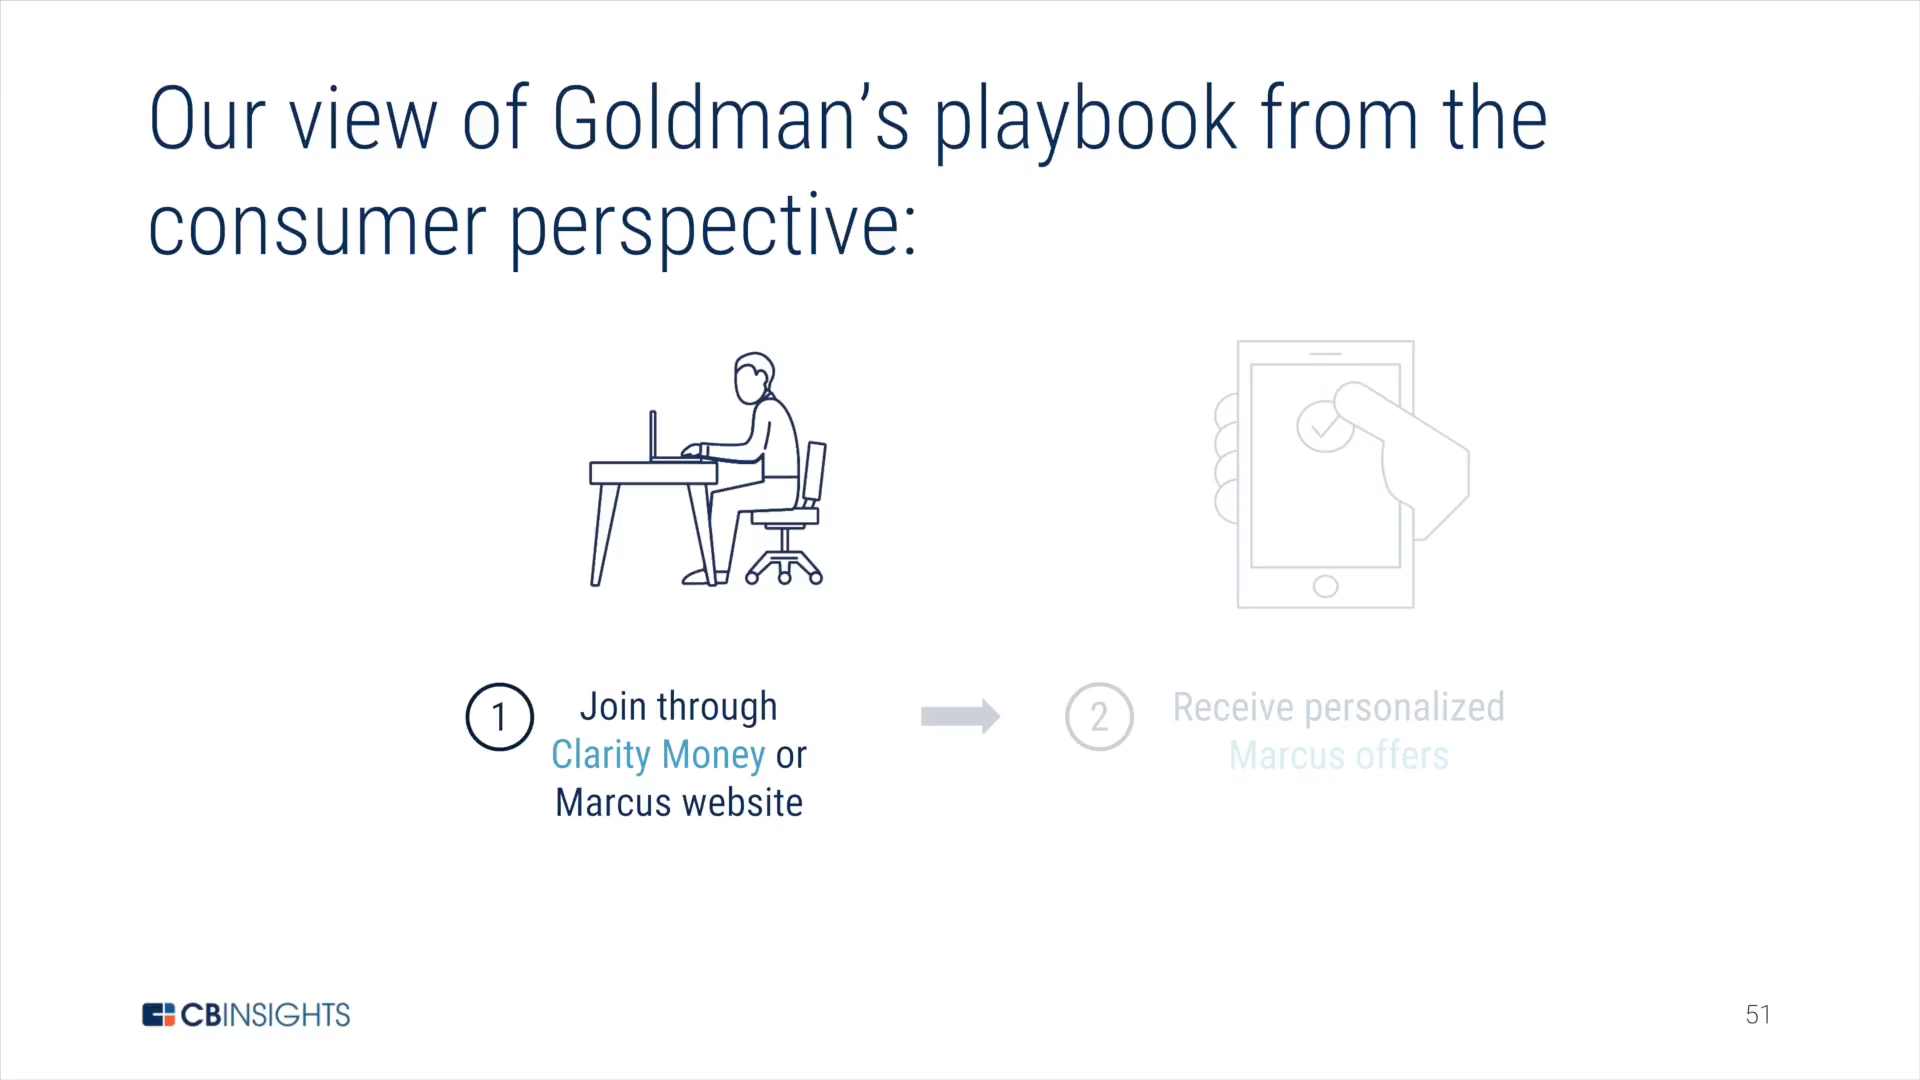 Our view of Goldman’s playbook from the
consumer perspective:
1
Join through
Clarity Money or
Marcus website
2
Receive personalized
Marcus offers
CBINSIGHTS
51